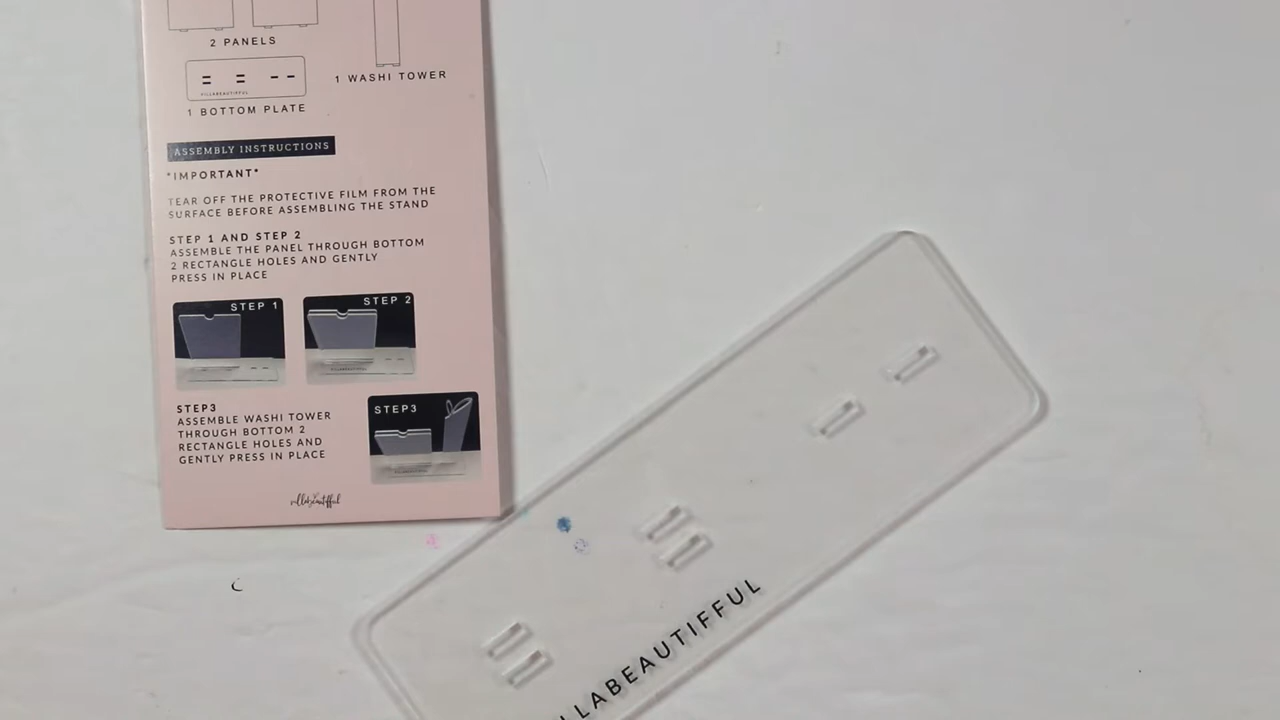 2 PANELS
1 WASHI TOWER
VILLABEAUTIFFUL
1 BOTTOM PLATE
ASSEMBLY INSTRUCTIONS
*IMPORTANT*
TEAR OFF THE PROTECTIVE FILM FROM THE
SURFACE BEFORE ASSEMBLING THE STAND
STEP 1 AND STEP 2
ASSEMBLE THE PANEL THROUGH BOTTOM
2 RECTANGLE HOLES AND GENTLY
PRESS IN PLACE
STEP 1
STEP 2
STEP3
ASSEMBLE WASHI TOWER
THROUGH BOTTOM 2
RECTANGLE HOLES AND
GENTLY PRESS IN PLACE
STEP3
villabeautifful
LLABEAUTIFFUL